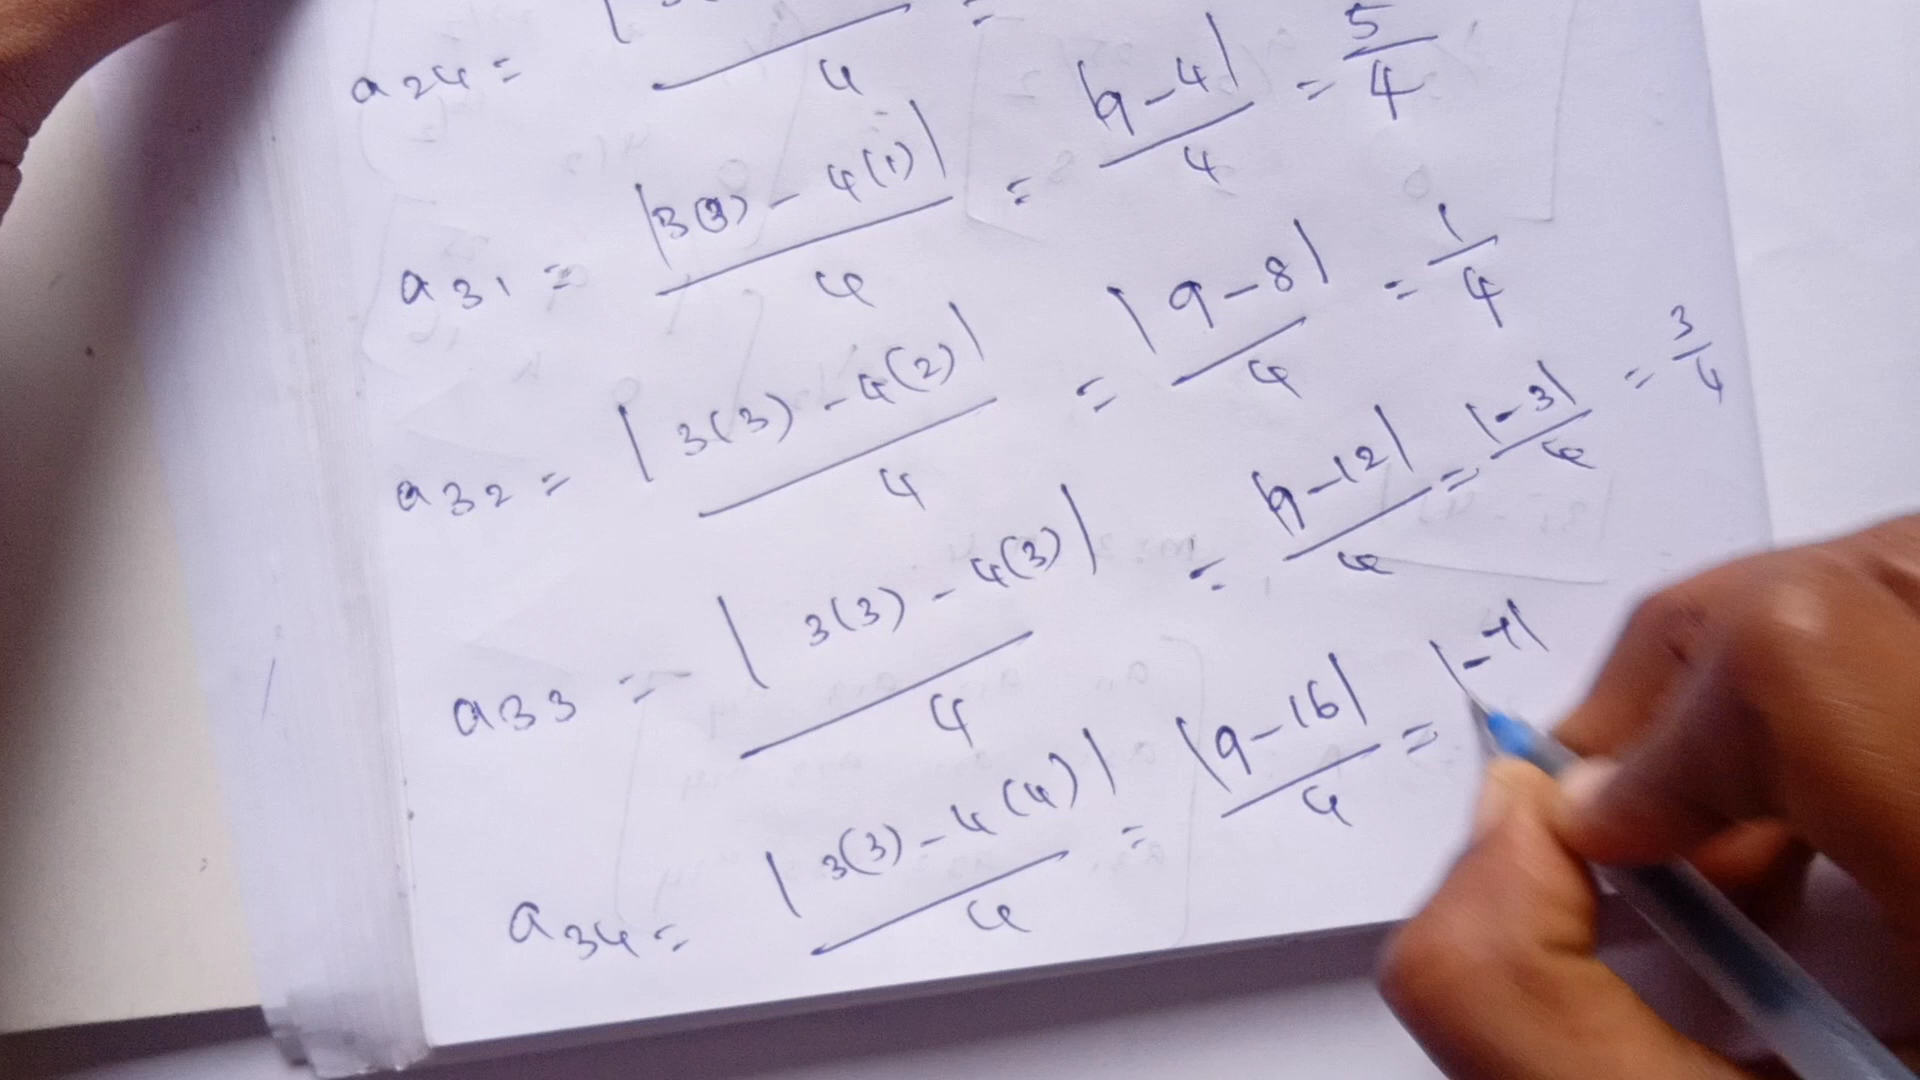 a24 = 4 =
a31 = |3(3) - 4(1)| / 4 = |9-4| / 4 = 5/4
a32 = |3(3) - 4(2)| / 4 = |9-8| / 4 = 1/4
a33 = |3(3) - 4(3)| / 4 = |9-12| / 4 = |-3| / 4 = 3/4
a34 = |3(3) - 4(4)| / 4 = |9-16| / 4 = |-7|